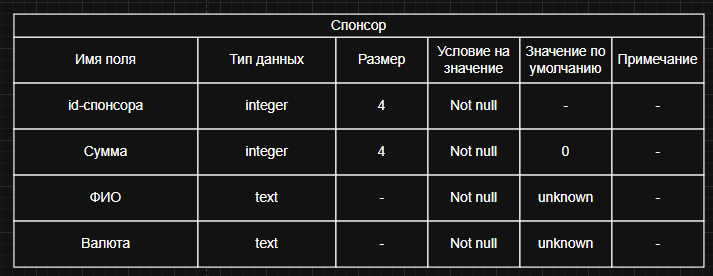 Спонсор
Имя поля Тип данных Размер Условие на значение Значение по умолчанию Примечание
id-спонсора integer 4 Not null - -
Сумма integer 4 Not null 0 -
ФИО text - Not null unknown -
Валюта text - Not null unknown -